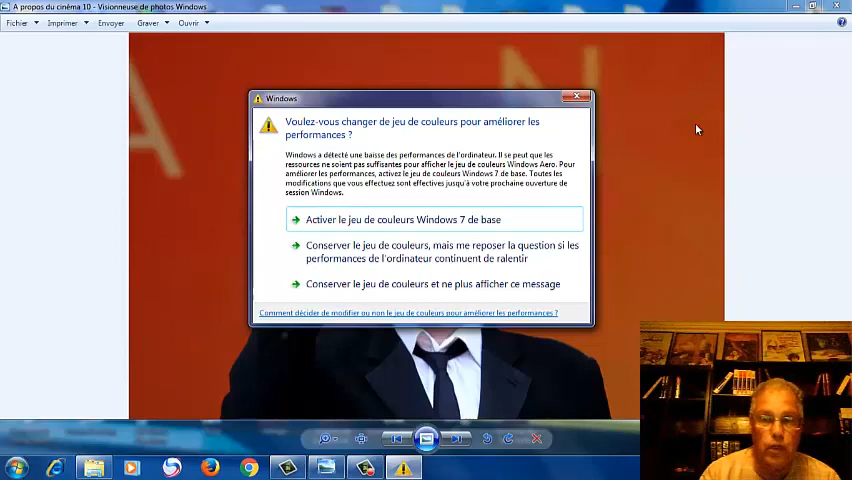 A propos du cinéma 10 - Visionneuse de photos Windows
Fichier Imprimer Envoyer Graver Ouvrir
A N
Windows
Voulez-vous changer de jeu de couleurs pour améliorer les
performances ?
Windows a détecté une baisse des performances de l'ordinateur. Il se peut que les
ressources ne soient pas suffisantes pour afficher le jeu de couleurs Windows Aero. Pour
améliorer les performances, activez le jeu de couleurs Windows 7 de base. Toutes les
modifications que vous effectuez sont effectives jusqu'à votre prochaine ouverture de
session Windows.
Activer le jeu de couleurs Windows 7 de base
Conserver le jeu de couleurs, mais me reposer la question si les
performances de l'ordinateur continuent de ralentir
Conserver le jeu de couleurs et ne plus afficher ce message
Comment décider de modifier ou non le jeu de couleurs pour améliorer les performances ?